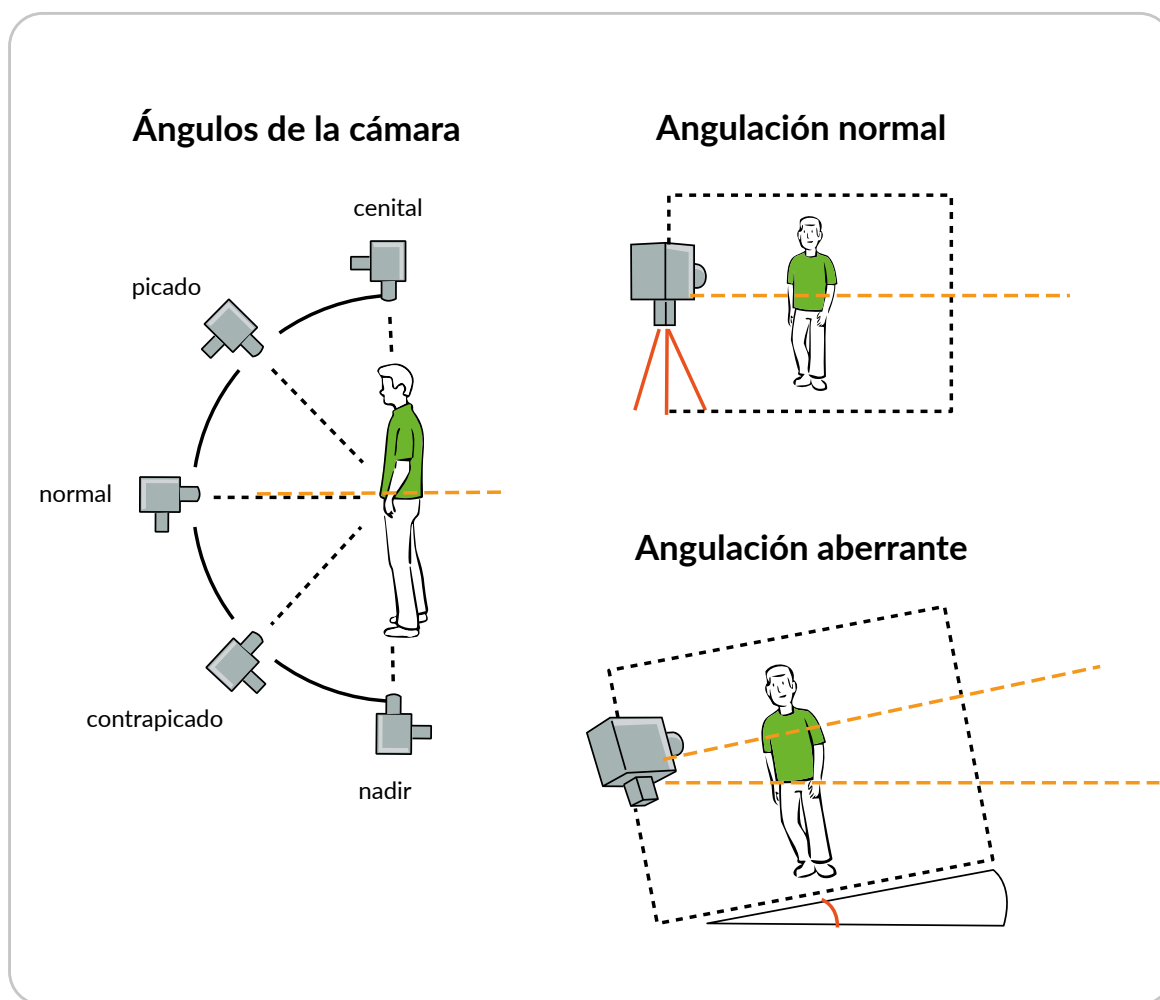 Ángulos de la cámara
cenital
picado
normal
contrapicado
nadir
Angulación normal
Angulación aberrante